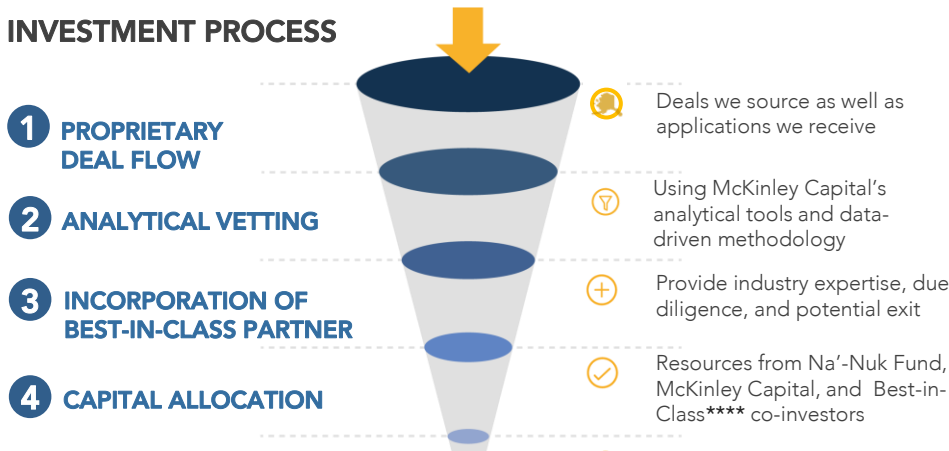 INVESTMENT PROCESS
1
PROPRIETARY
DEAL FLOW
Deals we source as well as
applications we receive
2
ANALYTICAL VETTING
Using McKinley Capital’s
analytical tools and data-
driven methodology
3
INCORPORATION OF
BEST-IN-CLASS PARTNER
Provide industry expertise, due
diligence, and potential exit
4
CAPITAL ALLOCATION
Resources from Na’-Nuk Fund,
McKinley Capital, and Best-in-
Class**** co-investors